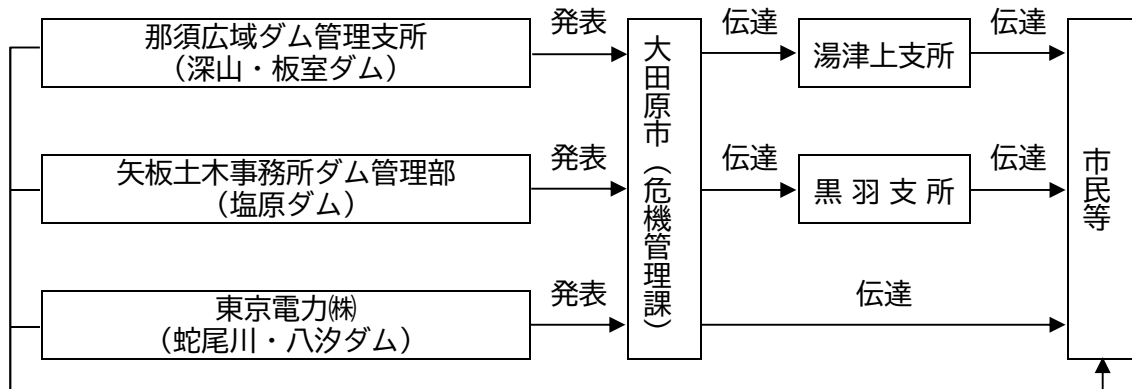 発表
伝達
伝達
那須広域ダム管理支所
（深山・板室ダム）
湯津上支所
発表
伝達
伝達
矢板土木事務所ダム管理部
（塩原ダム）
大田原市（危機管理課）
黒羽支所
市民等
発表
伝達
東京電力㈱
（蛇尾川・八汐ダム）